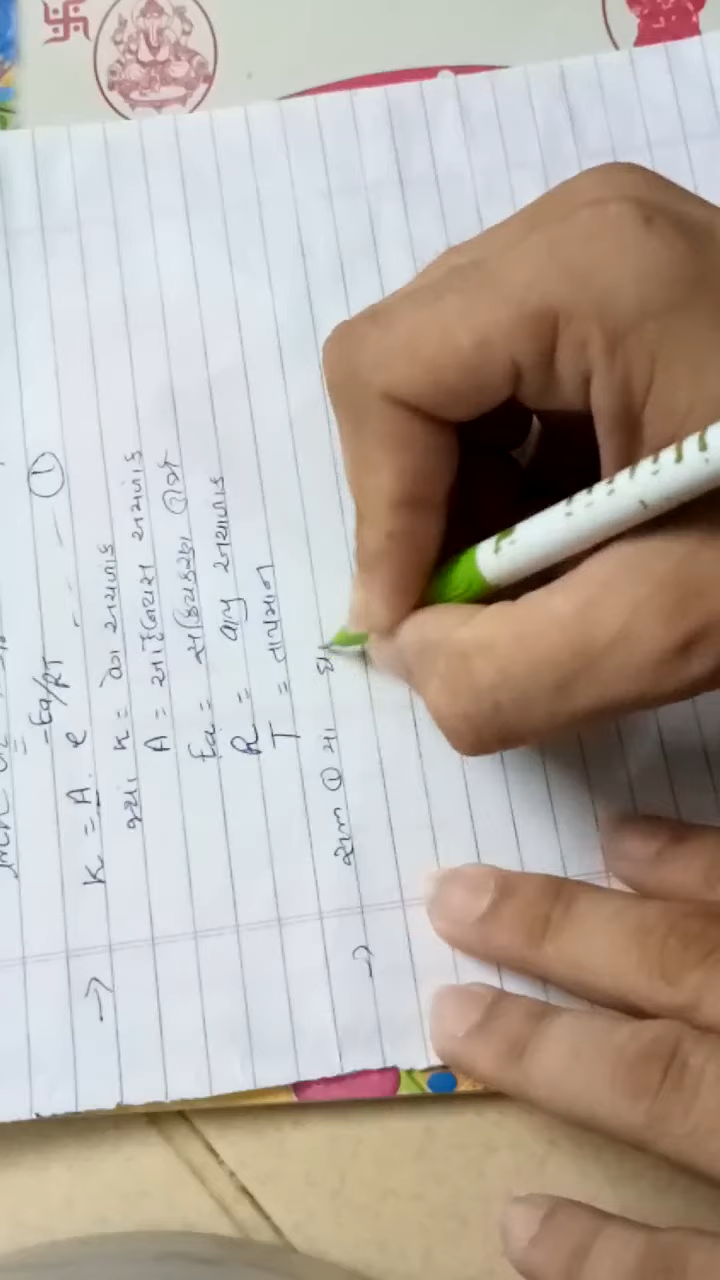 → K = A. e^-Ea/RT - - - - ①
જ્યાં K = વેગ અચળાંક
A = આર્હેનિયસ અચળાંક
Ea = સક્રિયકરણ ઊર્જા
R = વાયુ અચળાંક
T = તાપમાન
→ સમી ① મા